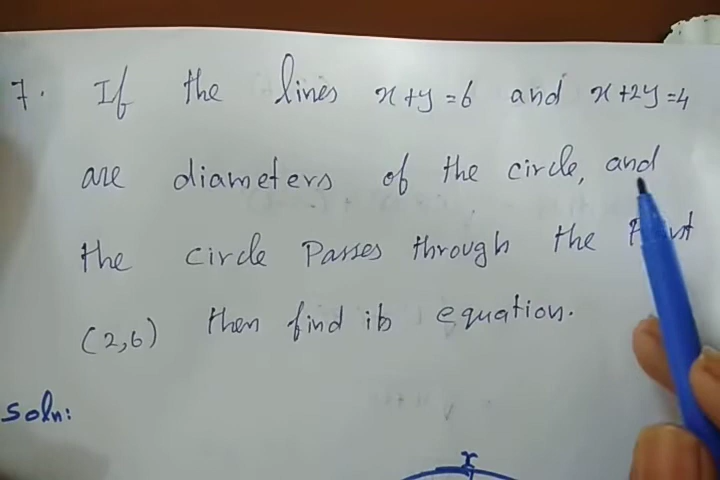 7. If the lines x+y=6 and x+2y=4
are diameters of the circle, and
the circle Passes through the
(2,6) then find its equation.
Soln:
r